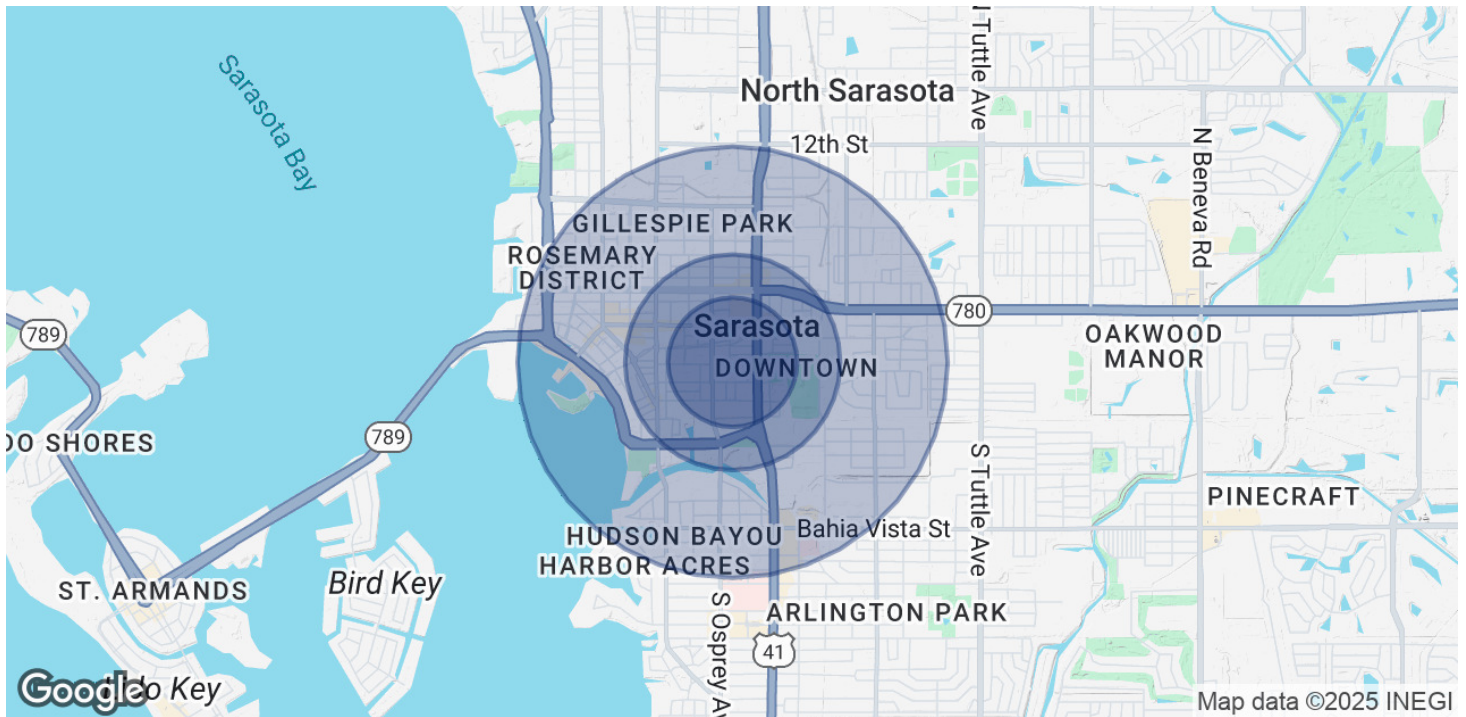 Sarasota Bay
North Sarasota
N Tuttle Ave
12th St
N Beneva Rd
GILLESPIE PARK
ROSEMARY
DISTRICT
789
780
Sarasota
DOWNTOWN
OAKWOOD
MANOR
DO SHORES
789
S Tuttle Ave
PINECRAFT
HUDSON BAYOU
Bahia Vista St
HARBOR ACRES
ST. ARMANDS
Bird Key
S Osprey Av
ARLINGTON PARK
41
Google
Key
Map data ©2025 INEGI